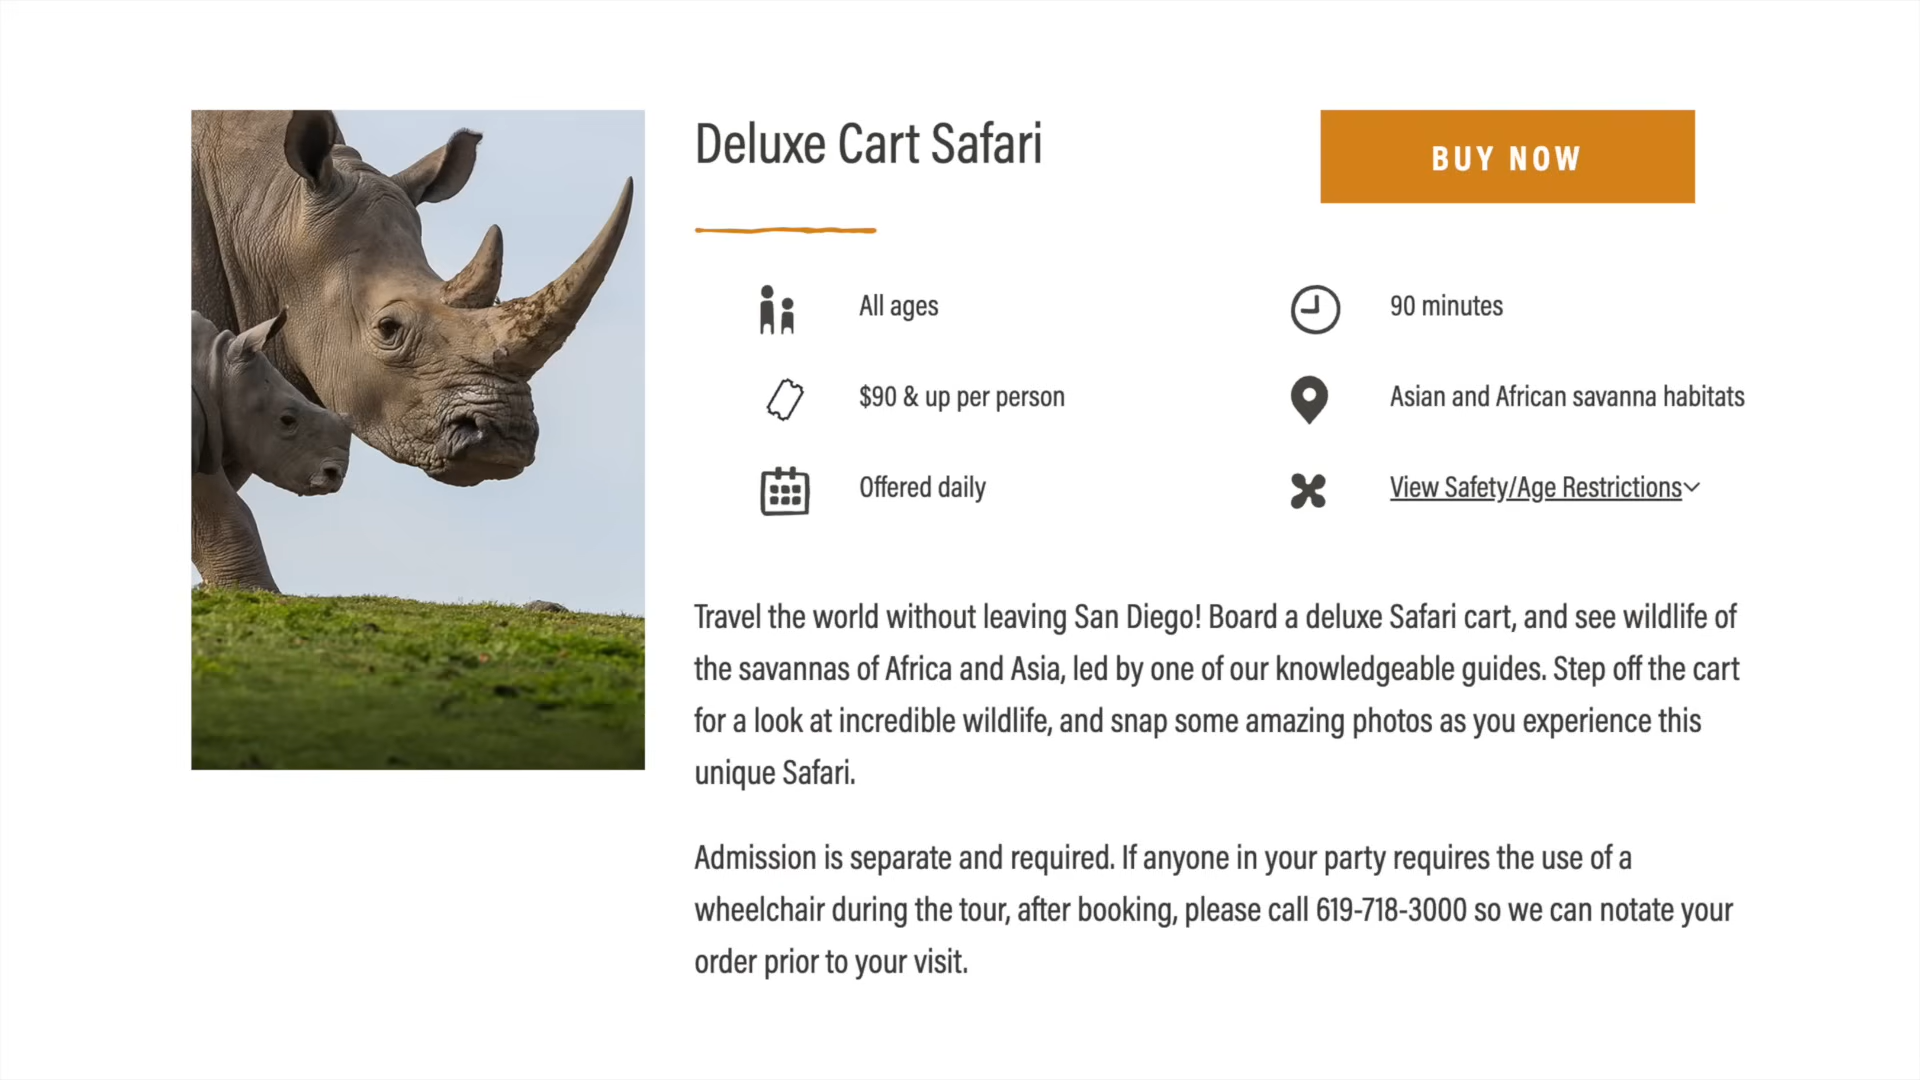 Deluxe Cart Safari
BUY NOW
All ages
90 minutes
$90 & up per person
Asian and African savanna habitats
Offered daily
View Safety/Age Restrictions
Travel the world without leaving San Diego! Board a deluxe Safari cart, and see wildlife of
the savannas of Africa and Asia, led by one of our knowledgeable guides. Step off the cart
for a look at incredible wildlife, and snap some amazing photos as you experience this
unique Safari.
Admission is separate and required. If anyone in your party requires the use of a
wheelchair during the tour, after booking, please call 619-718-3000 so we can notate your
order prior to your visit.